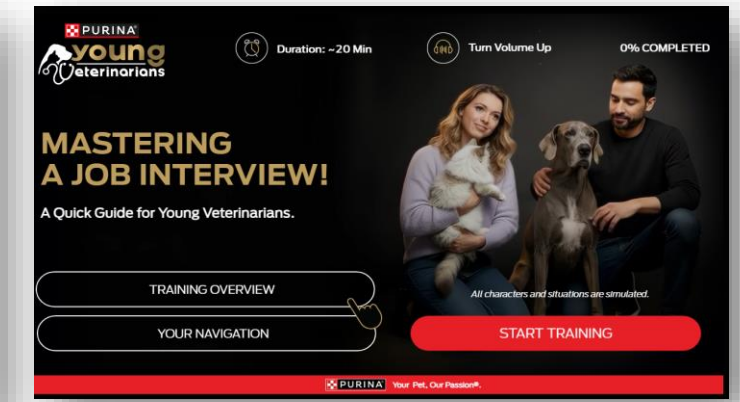 PURINA
young
Veterinarians
Duration: ~20 Min
Turn Volume Up
0% COMPLETED
MASTERING
A JOB INTERVIEW!
A Quick Guide for Young Veterinarians.
TRAINING OVERVIEW
YOUR NAVIGATION
All characters and situations are simulated.
START TRAINING
PURINA Your Pet, Our Passion®.